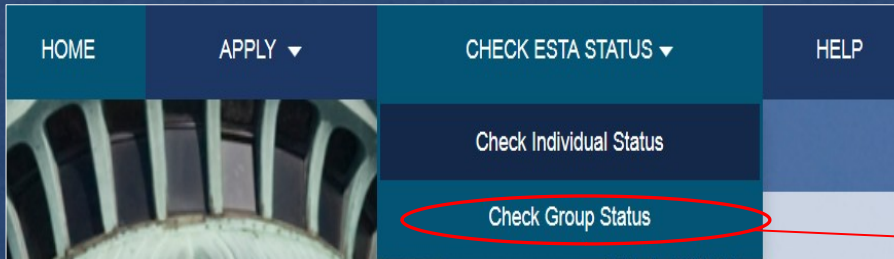 HOME APPLY ▼ CHECK ESTA STATUS ▼ HELP
Check Individual Status
Check Group Status